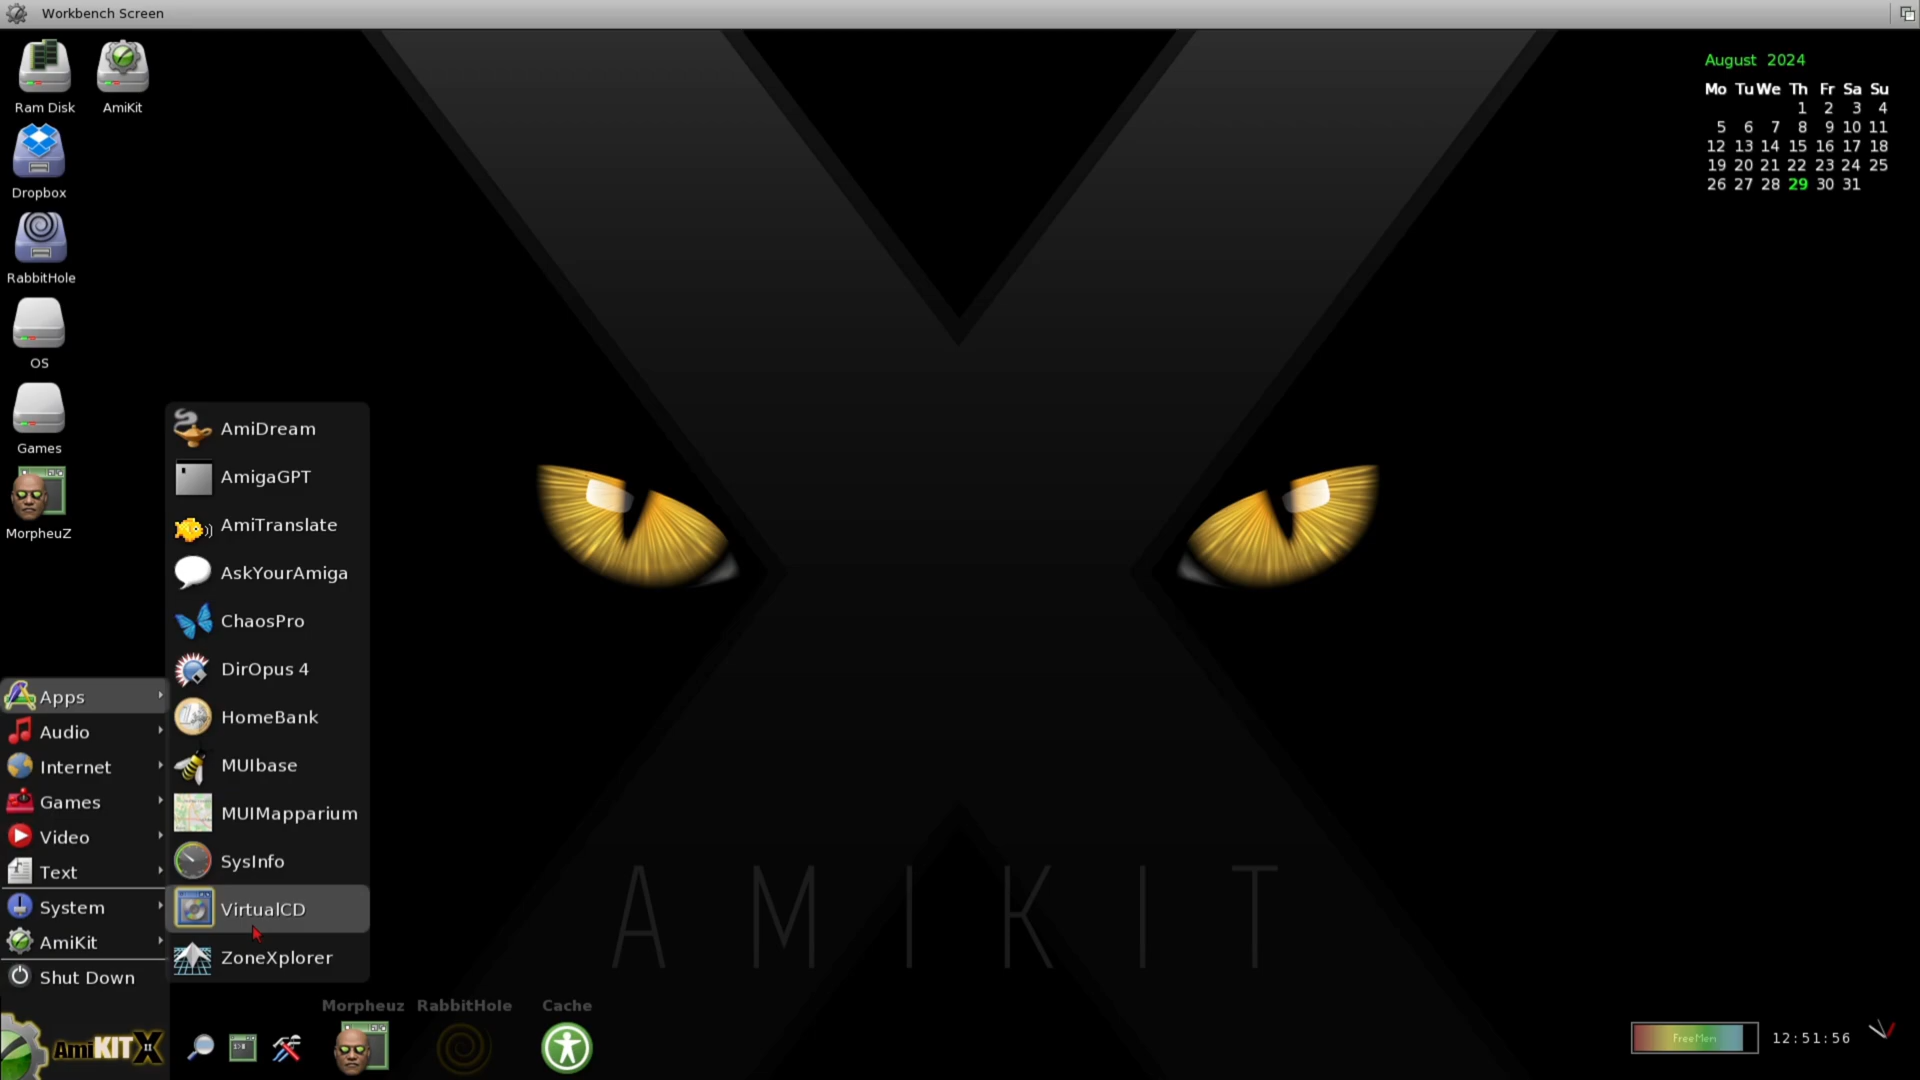 Workbench Screen
Ram Disk
AmiKit
Dropbox
RabbitHole
OS
Games
MorpheuZ
August 2024
Mo Tu We Th Fr Sa Su
1 2 3 4
5 6 7 8 9 10 11
12 13 14 15 16 17 18
19 20 21 22 23 24 25
26 27 28 29 30 31
AmiDream
AmigaGPT
AmiTranslate
AskYourAmiga
ChaosPro
DirOpus 4
HomeBank
MUIbase
MUIMapparium
SysInfo
VirtualCD
ZoneXplorer
Apps
Audio
Internet
Games
Video
Text
System
AmiKit
Shut Down
AMIKIT
AmiKIT X
Morpheuz
RabbitHole
Cache
FreeMem
12:51:56